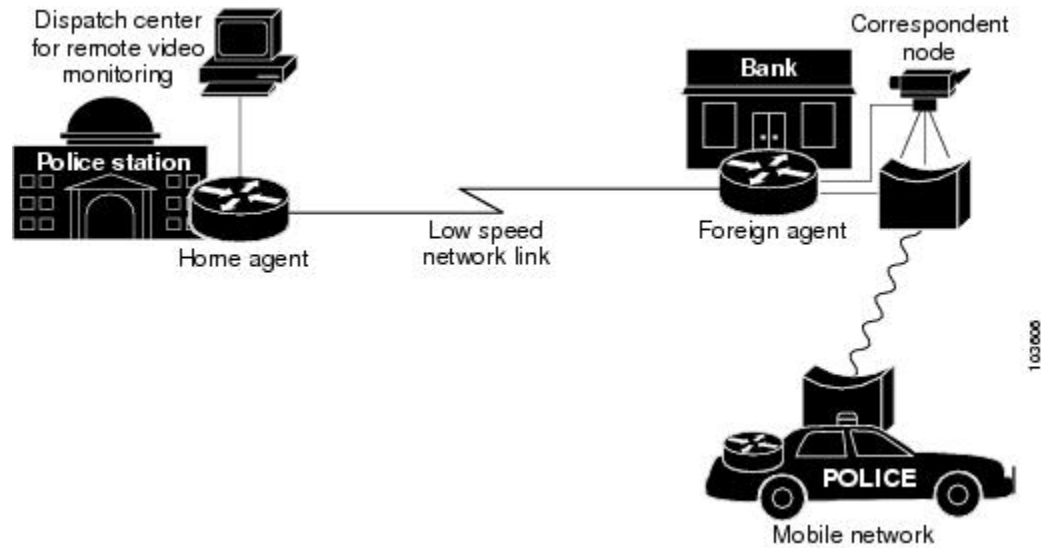 Dispatch center
for remote video
monitoring
Police station
Home agent
Low speed
network link
Bank
Foreign agent
Correspondent
node
POLICE
Mobile network
103606